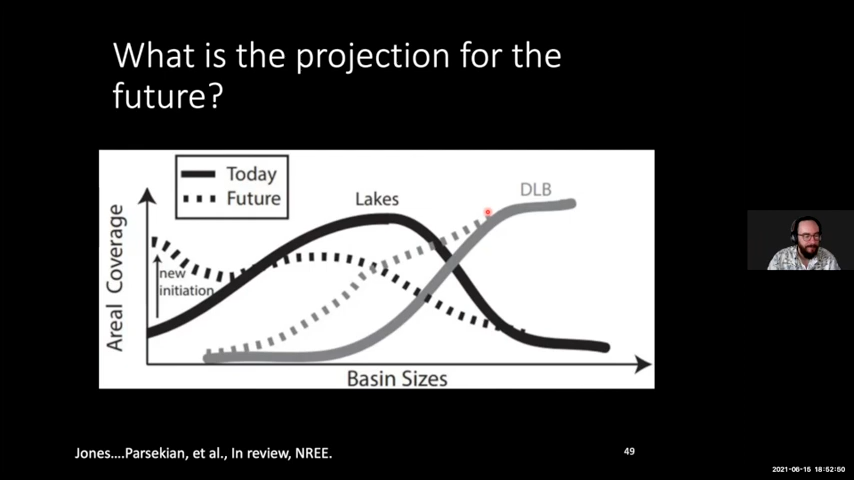 What is the projection for the
future?
Today
Future
Lakes
DLB
Areal Coverage
new
initiation
Basin Sizes
Jones....Parsekian, et al., In review, NREE.
49
2021-06-15 18:52:50